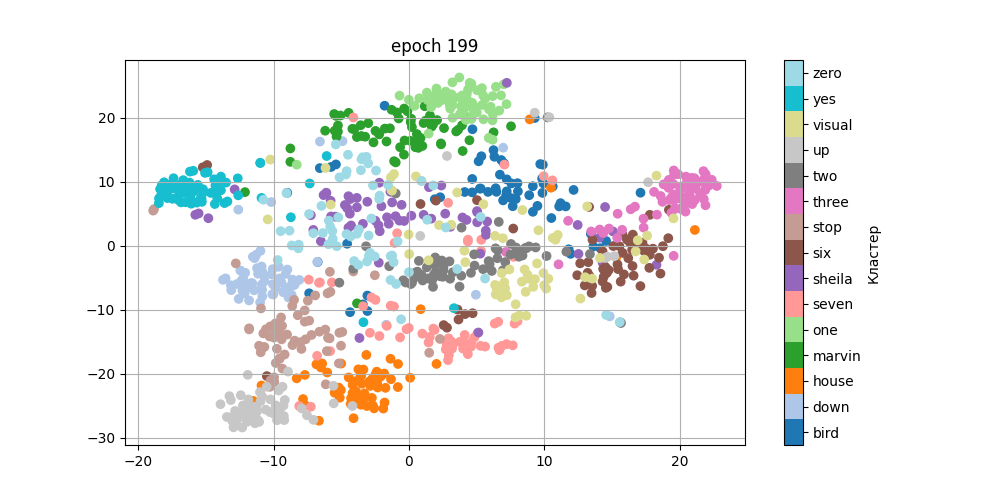 epoch 199
20
10
0
−10
−20
−30
−20
−10
0
10
20
zero
yes
visual
up
two
three
stop
six
sheila
seven
one
marvin
house
down
bird
Кластер